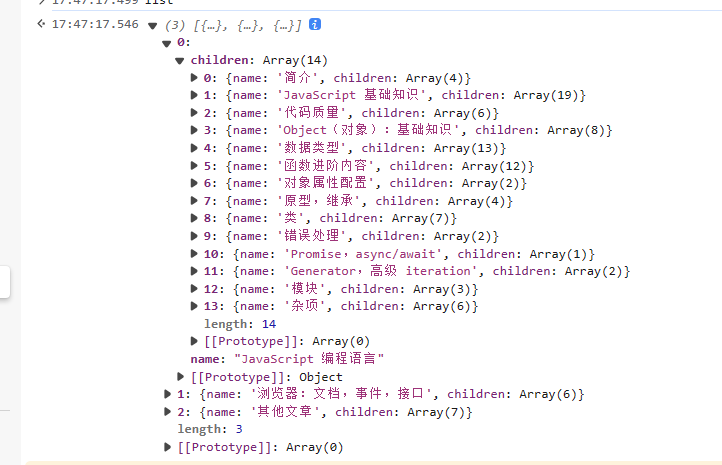 17:47:17.499 list
17:47:17.546 (3) [{…}, {…}, {…}] i
0:
children: Array(14)
0: {name: '简介', children: Array(4)}
1: {name: 'JavaScript 基础知识', children: Array(19)}
2: {name: '代码质量', children: Array(6)}
3: {name: 'Object（对象）：基础知识', children: Array(8)}
4: {name: '数据类型', children: Array(13)}
5: {name: '函数进阶内容', children: Array(12)}
6: {name: '对象属性配置', children: Array(2)}
7: {name: '原型，继承', children: Array(4)}
8: {name: '类', children: Array(7)}
9: {name: '错误处理', children: Array(2)}
10: {name: 'Promise，async/await', children: Array(1)}
11: {name: 'Generator，高级 iteration', children: Array(2)}
12: {name: '模块', children: Array(3)}
13: {name: '杂项', children: Array(6)}
length: 14
[[Prototype]]: Array(0)
name: "JavaScript 编程语言"
[[Prototype]]: Object
1: {name: '浏览器：文档，事件，接口', children: Array(6)}
2: {name: '其他文章', children: Array(7)}
length: 3
[[Prototype]]: Array(0)